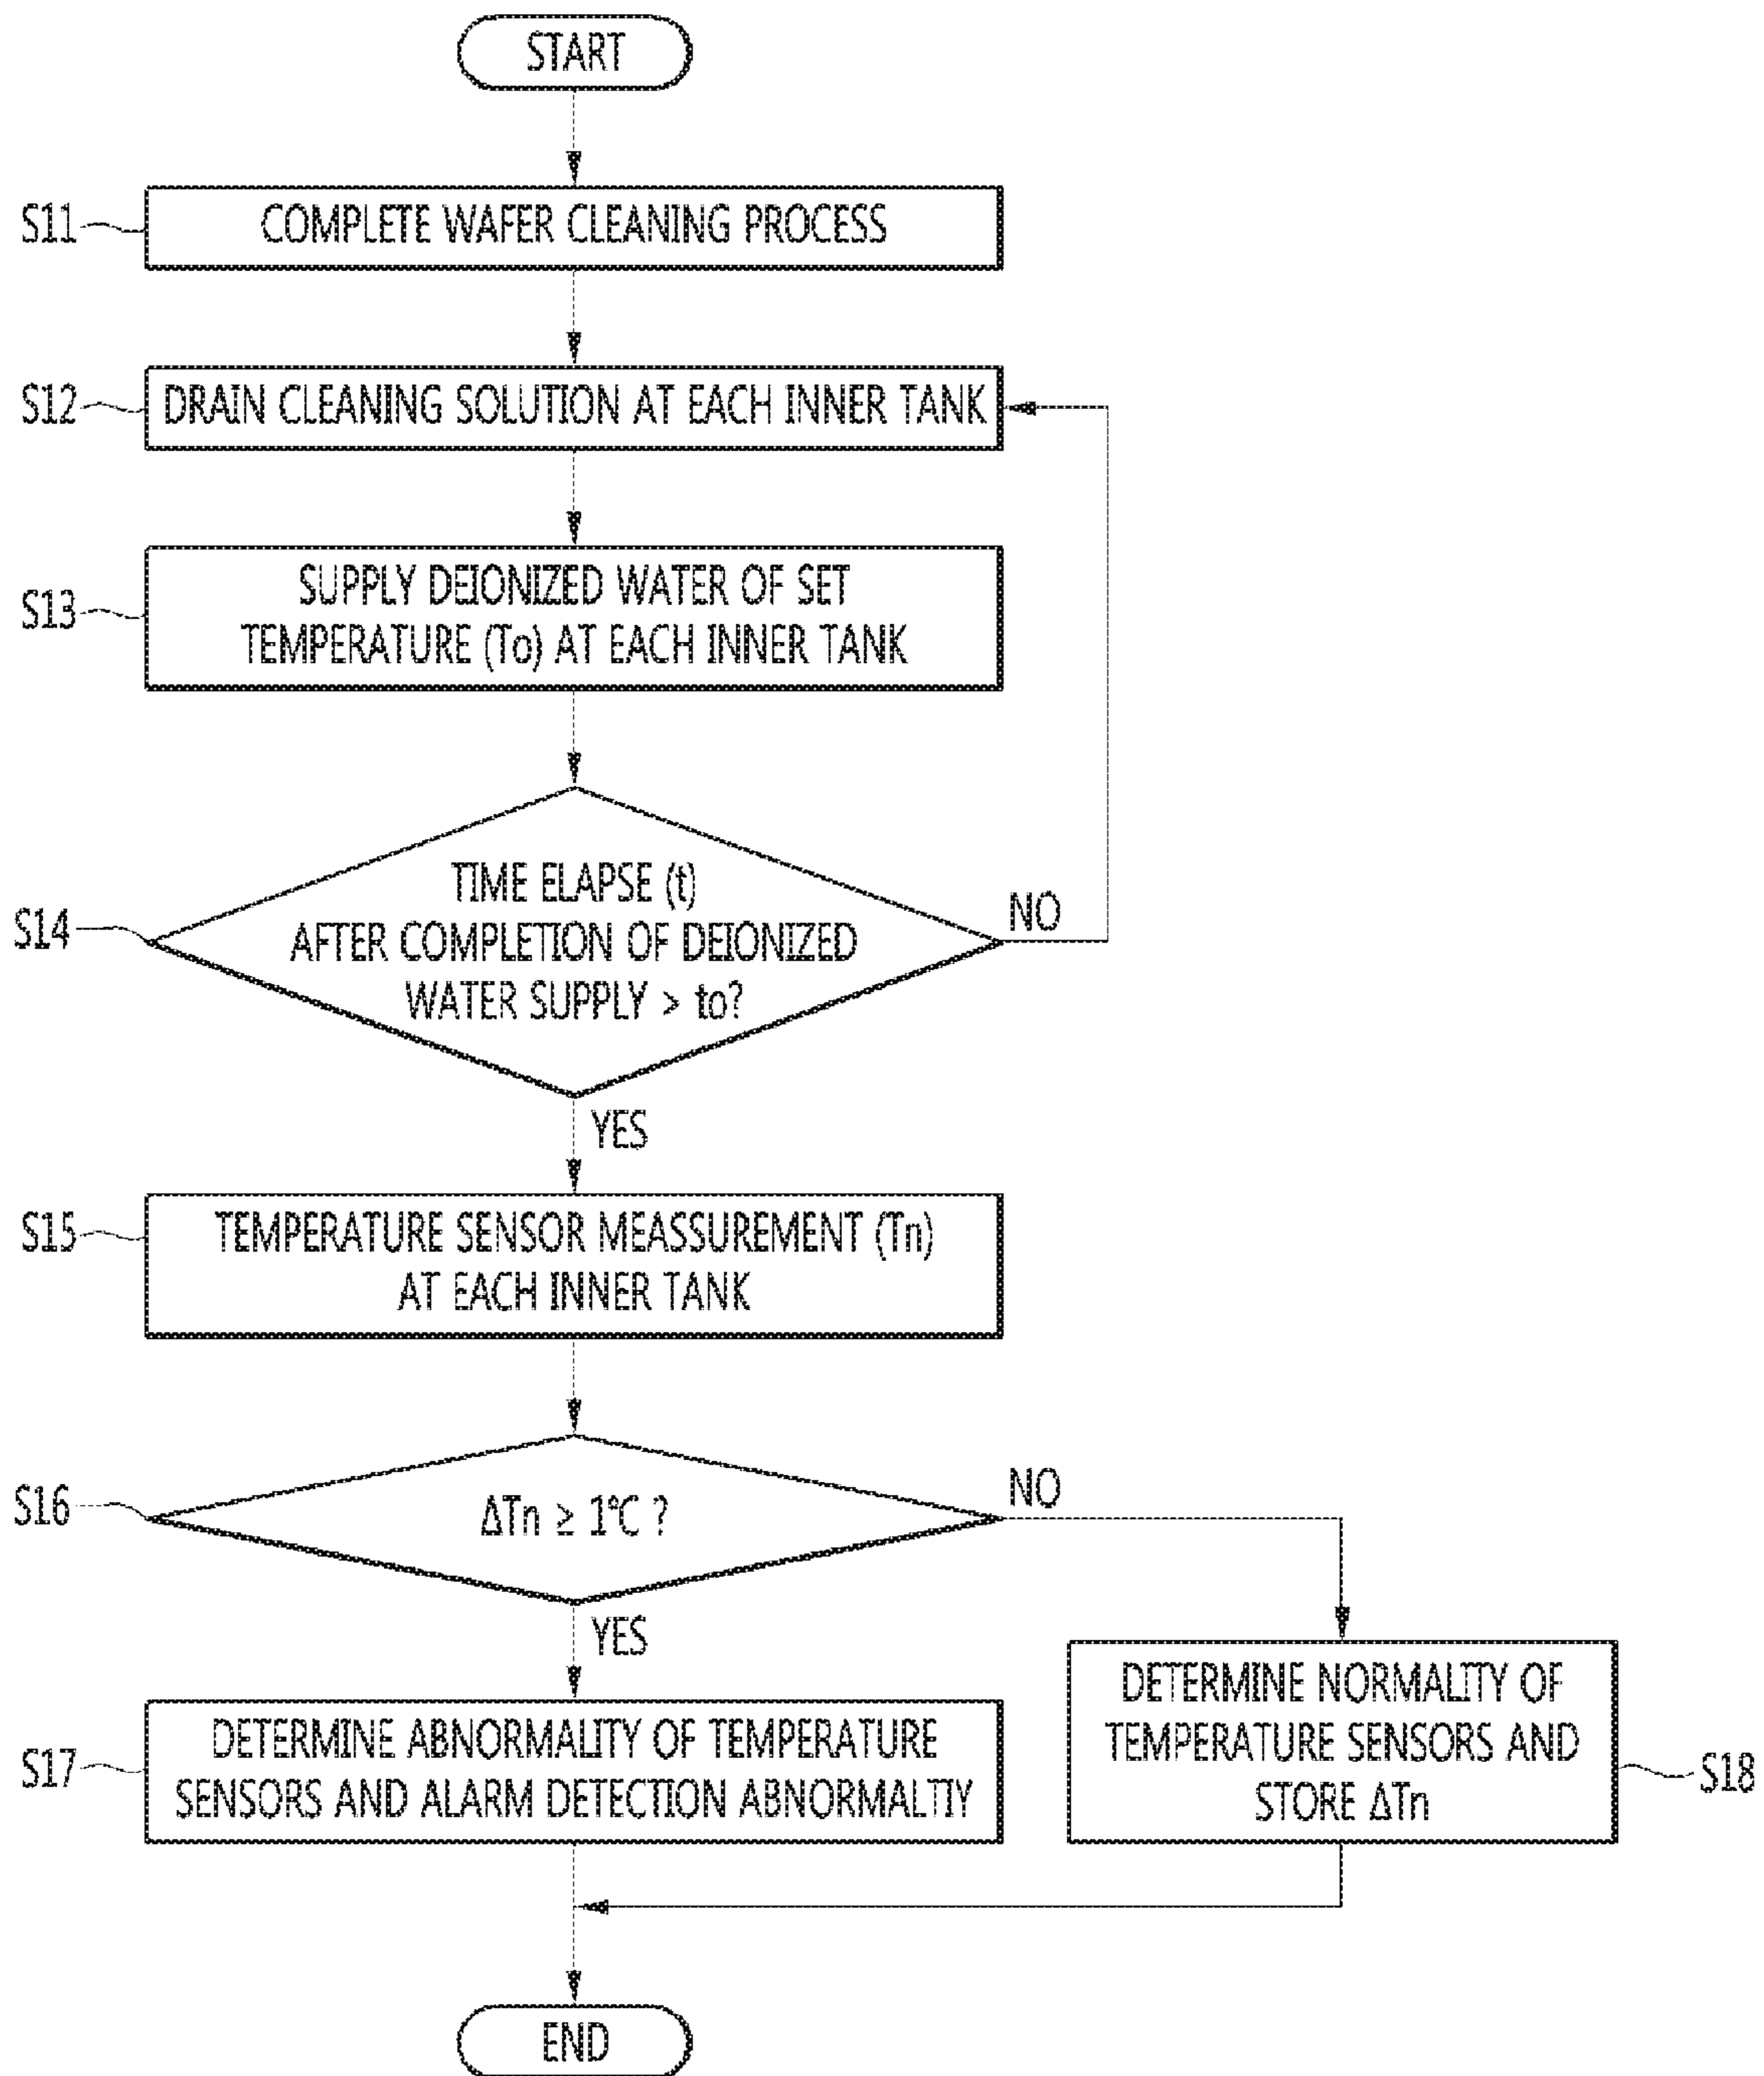 START
S11
COMPLETE WAFER CLEANING PROCESS
S12
DRAIN CLEANING SOLUTION AT EACH INNER TANK
S13
SUPPLY DEIONIZED WATER OF SET
TEMPERATURE (To) AT EACH INNER TANK
S14
TIME ELAPSE (t)
AFTER COMPLETION OF DEIONIZED
WATER SUPPLY > to?
NO
YES
S15
TEMPERATURE SENSOR MEASSUREMENT (Tn)
AT EACH INNER TANK
S16
ΔTn ≥ 1℃ ?
NO
YES
S17
DETERMINE ABNORMALITY OF TEMPERATURE
SENSORS AND ALARM DETECTION ABNORMALTIY
DETERMINE NORMALITY OF
TEMPERATURE SENSORS AND
STORE ΔTn
S18
END